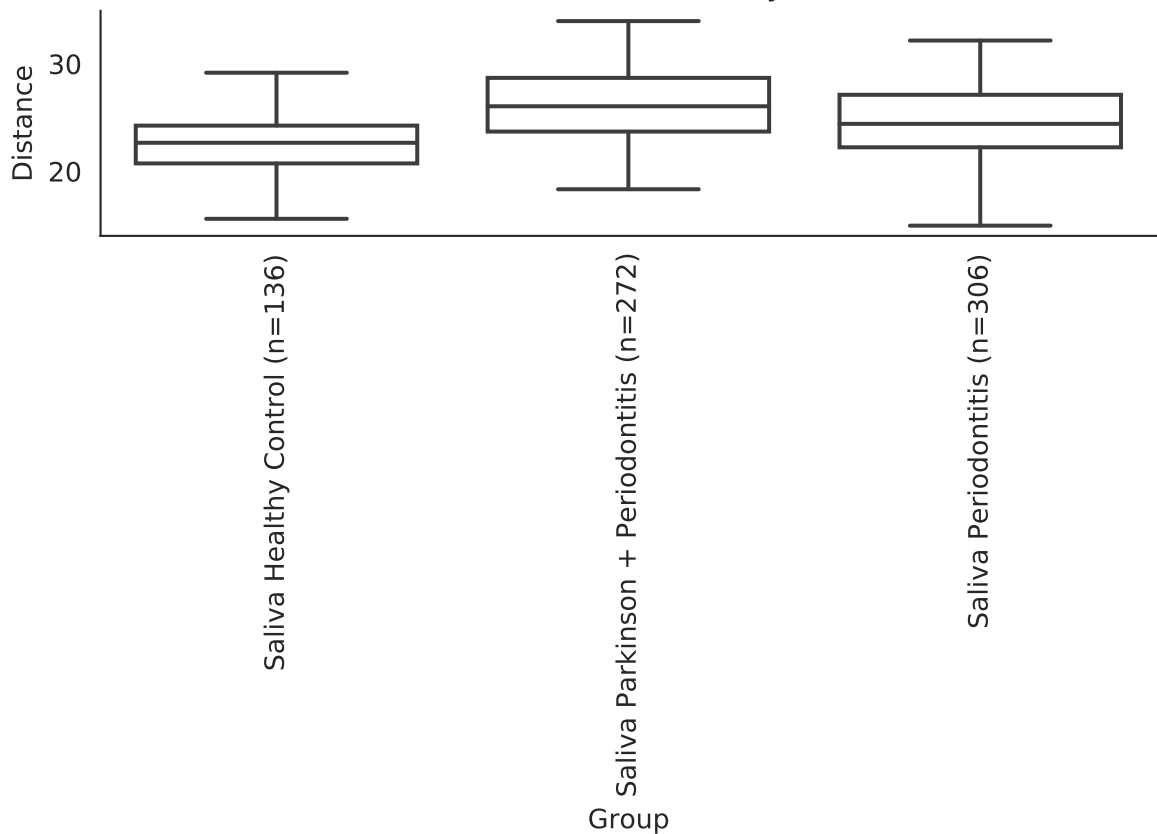 Distance
30
20
Saliva Healthy Control (n=136)
Saliva Parkinson + Periodontitis (n=272)
Saliva Periodontitis (n=306)
Group